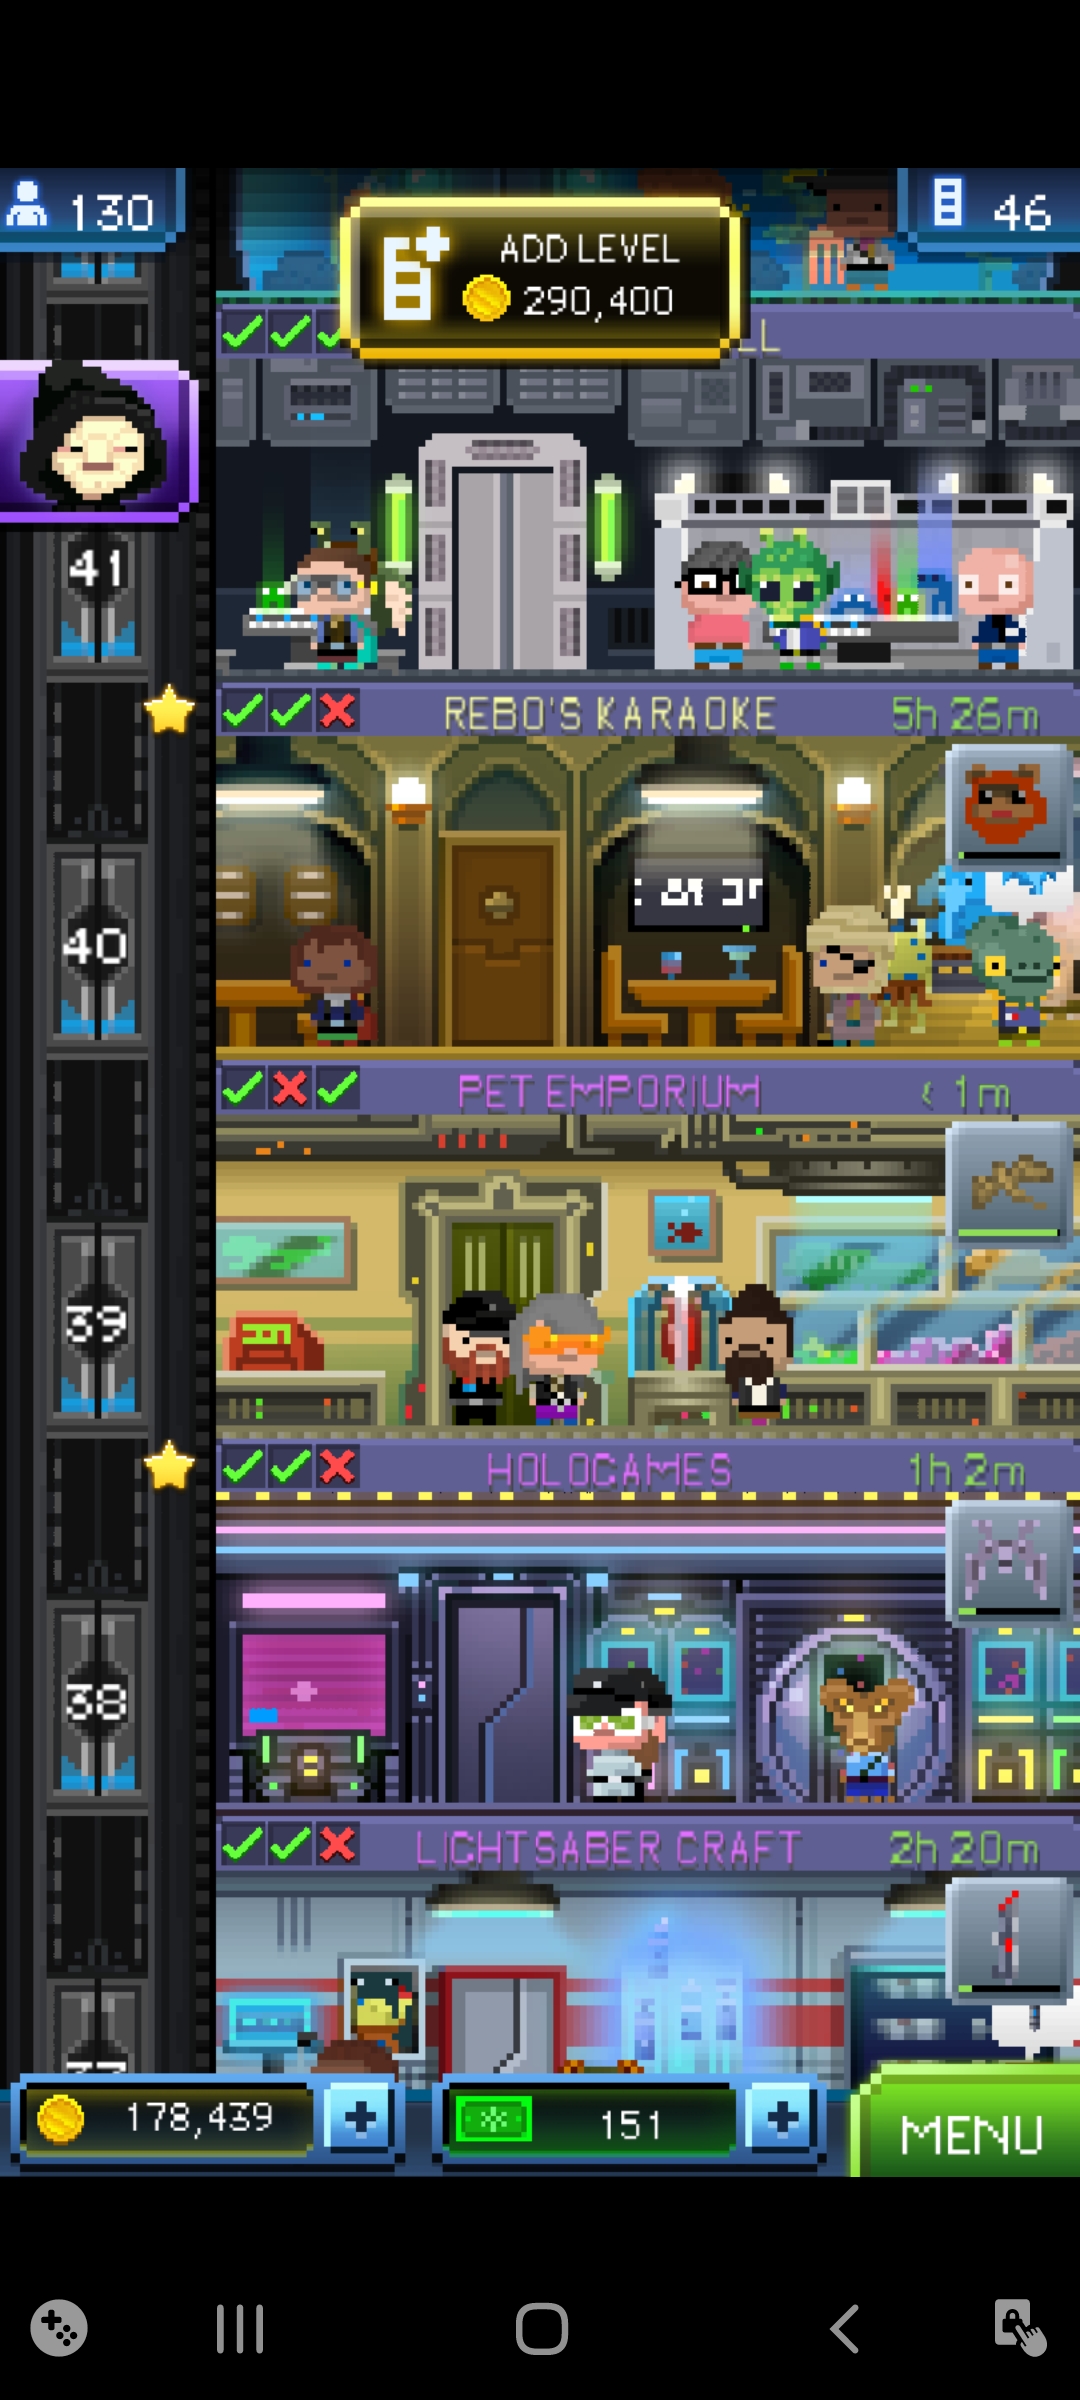 130
ADD LEVEL
290,400
46
LL
41
REBO'S KARAOKE 5h 26m
40
PET EMPORIUM < 1m
39
HOLOGAMES 1h 2m
38
LIGHTSABER CRAFT 2h 20m
178,439
151
MENU